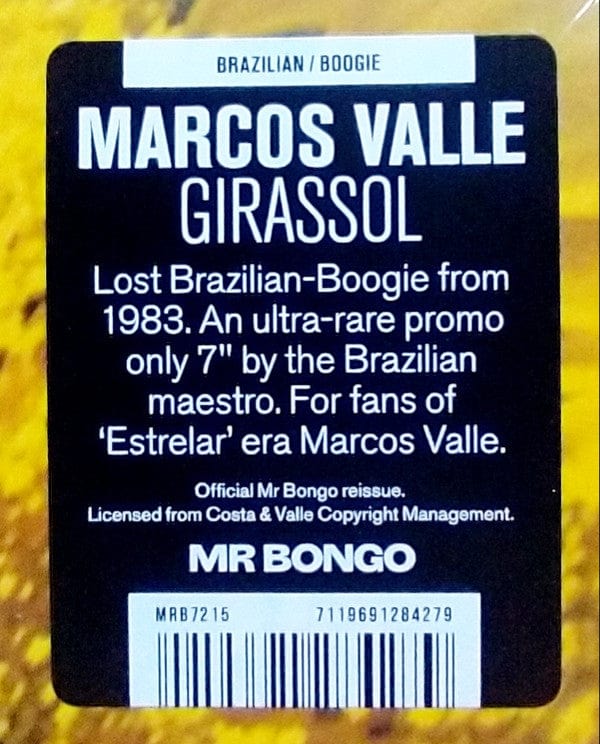 BRAZILIAN / BOOGIE
MARCOS VALLE
GIRASSOL
Lost Brazilian-Boogie from
1983. An ultra-rare promo
only 7" by the Brazilian
maestro. For fans of
‘Estrelar’ era Marcos Valle.
Official Mr Bongo reissue.
Licensed from Costa & Valle Copyright Management.
MR BONGO
MRB7215 7119691284279